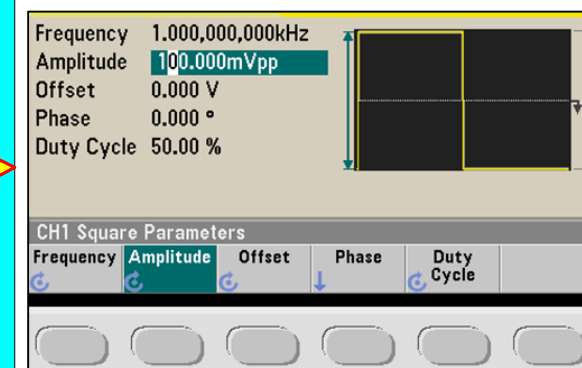 Frequency 1.000,000,000kHz
Amplitude 100.000mVpp
Offset 0.000 V
Phase 0.000 °
Duty Cycle 50.00 %
CH1 Square Parameters
Frequency Amplitude Offset Phase Duty Cycle